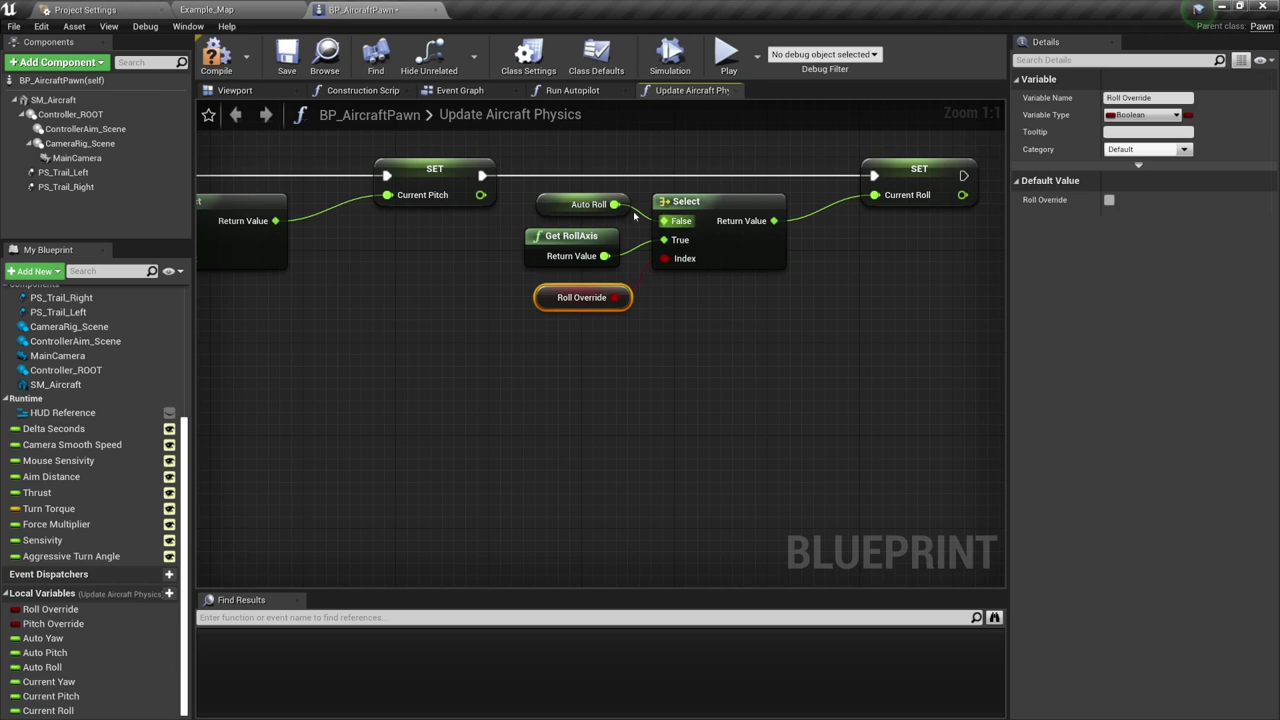 Project Settings
Example_Map
BP_AircraftPawn+
File Edit Asset View Debug Window Help
Parent class: Pawn
Components
+ Add Component
Search
BP_AircraftPawn(self)
SM_Aircraft
Controller_ROOT
ControllerAim_Scene
CameraRig_Scene
MainCamera
PS_Trail_Left
PS_Trail_Right
Compile
Save
Browse
Find
Hide Unrelated
Class Settings
Class Defaults
Simulation
Play
No debug object selected
Debug Filter
Viewport
Construction Scrip
Event Graph
Run Autopilot
Update Aircraft Phy
BP_AircraftPawn > Update Aircraft Physics
Zoom 1:1
SET
Current Pitch
Return Value
Auto Roll
Get RollAxis
Return Value
Roll Override
Select
False
True
Index
Return Value
SET
Current Roll
BLUEPRINT
My Blueprint
+Add New
Search
Components
PS_Trail_Right
PS_Trail_Left
CameraRig_Scene
ControllerAim_Scene
MainCamera
Controller_ROOT
SM_Aircraft
Runtime
HUD Reference
Delta Seconds
Camera Smooth Speed
Mouse Sensivity
Aim Distance
Thrust
Turn Torque
Force Multiplier
Sensivity
Aggressive Turn Angle
Event Dispatchers
Local Variables (Update Aircraft Physics
Roll Override
Pitch Override
Auto Yaw
Auto Pitch
Auto Roll
Current Yaw
Current Pitch
Current Roll
Find Results
Enter function or event name to find references...
Details
Search Details
Variable
Variable Name Roll Override
Variable Type Boolean
Tooltip
Category Default
Default Value
Roll Override